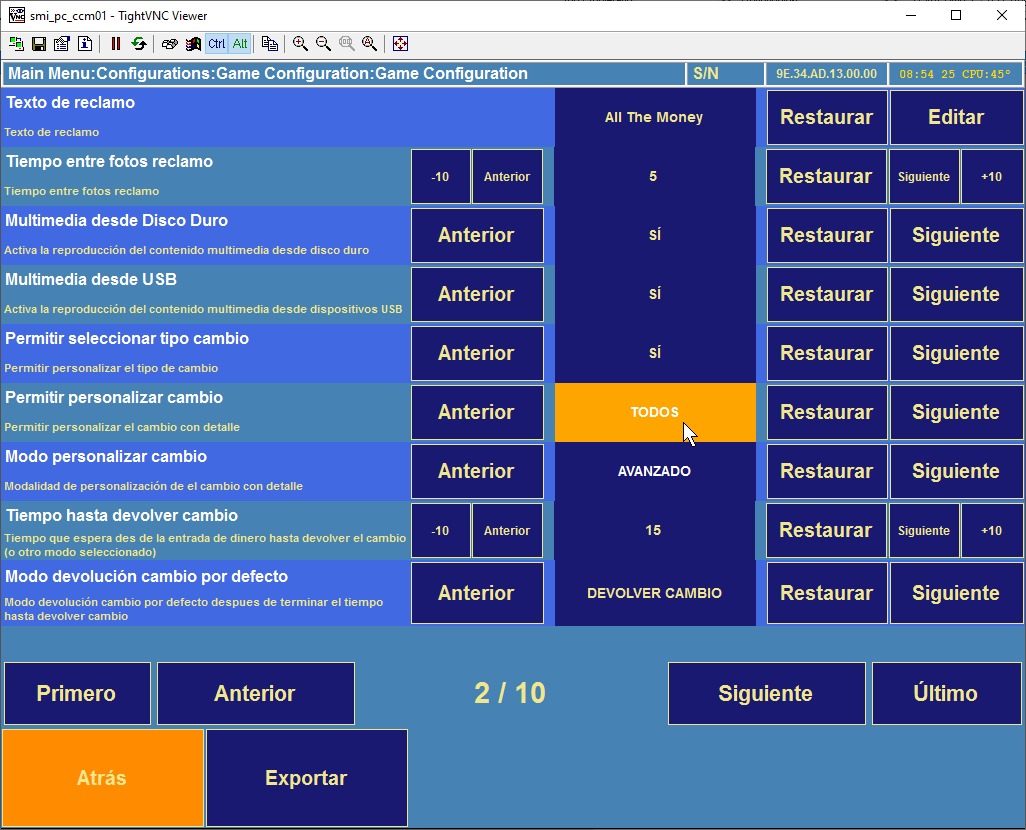 smi_pc_ccm01 - TightVNC Viewer
Ctrl Alt
Main Menu:Configurations:Game Configuration:Game Configuration S/N 9E.34.AD.13.00.00 08:54 25 CPU:45°
Texto de reclamo
Texto de reclamo
All The Money Restaurar Editar
Tiempo entre fotos reclamo
Tiempo entre fotos reclamo
-10 Anterior 5 Restaurar Siguiente +10
Multimedia desde Disco Duro
Activa la reproducción del contenido multimedia desde disco duro
Anterior SÍ Restaurar Siguiente
Multimedia desde USB
Activa la reproducción del contenido multimedia desde dispositivos USB
Anterior SÍ Restaurar Siguiente
Permitir seleccionar tipo cambio
Permitir personalizar el tipo de cambio
Anterior SÍ Restaurar Siguiente
Permitir personalizar cambio
Permitir personalizar el cambio con detalle
Anterior TODOS Restaurar Siguiente
Modo personalizar cambio
Modalidad de personalización de el cambio con detalle
Anterior AVANZADO Restaurar Siguiente
Tiempo hasta devolver cambio
Tiempo que espera des de la entrada de dinero hasta devolver el cambio
(o otro modo seleccionado)
-10 Anterior 15 Restaurar Siguiente +10
Modo devolución cambio por defecto
Modo devolución cambio por defecto despues de terminar el tiempo
hasta devolver cambio
Anterior DEVOLVER CAMBIO Restaurar Siguiente
Primero Anterior 2 / 10 Siguiente Último
Atrás Exportar